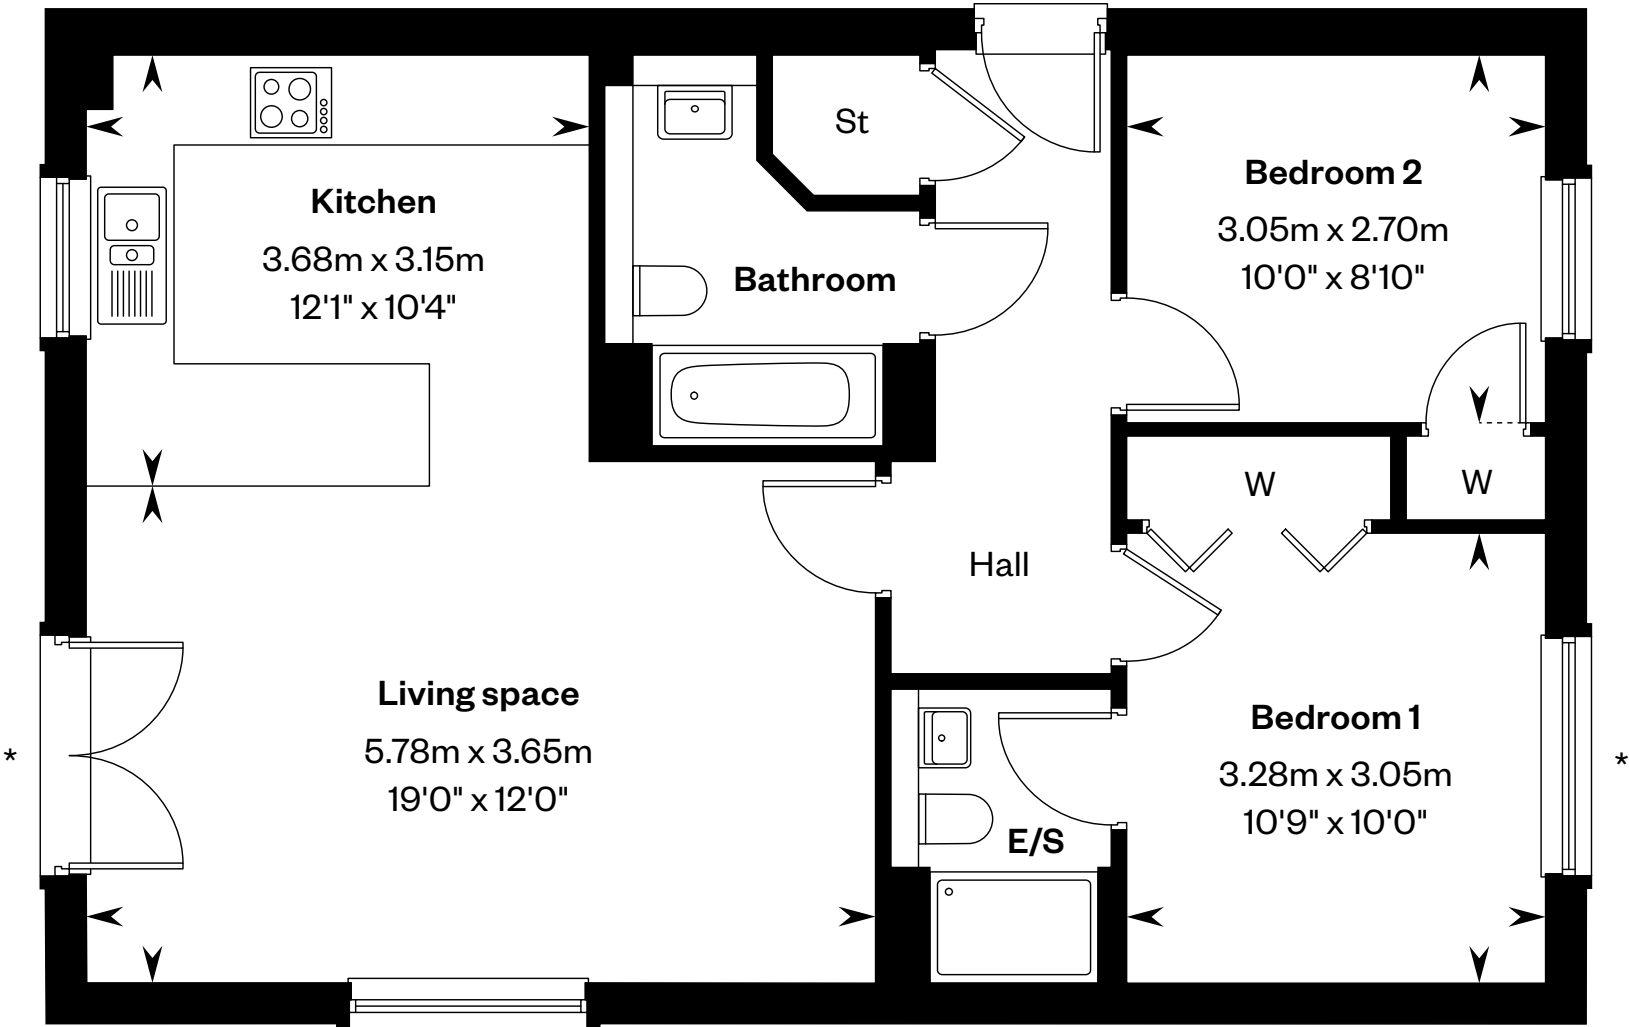 St
Kitchen
3.68m x 3.15m
12'1" x 10'4"
Bathroom
Bedroom 2
3.05m x 2.70m
10'0" x 8'10"
W
W
Hall
Living space
5.78m x 3.65m
19'0" x 12'0"
*
E/S
Bedroom 1
3.28m x 3.05m
10'9" x 10'0"
*